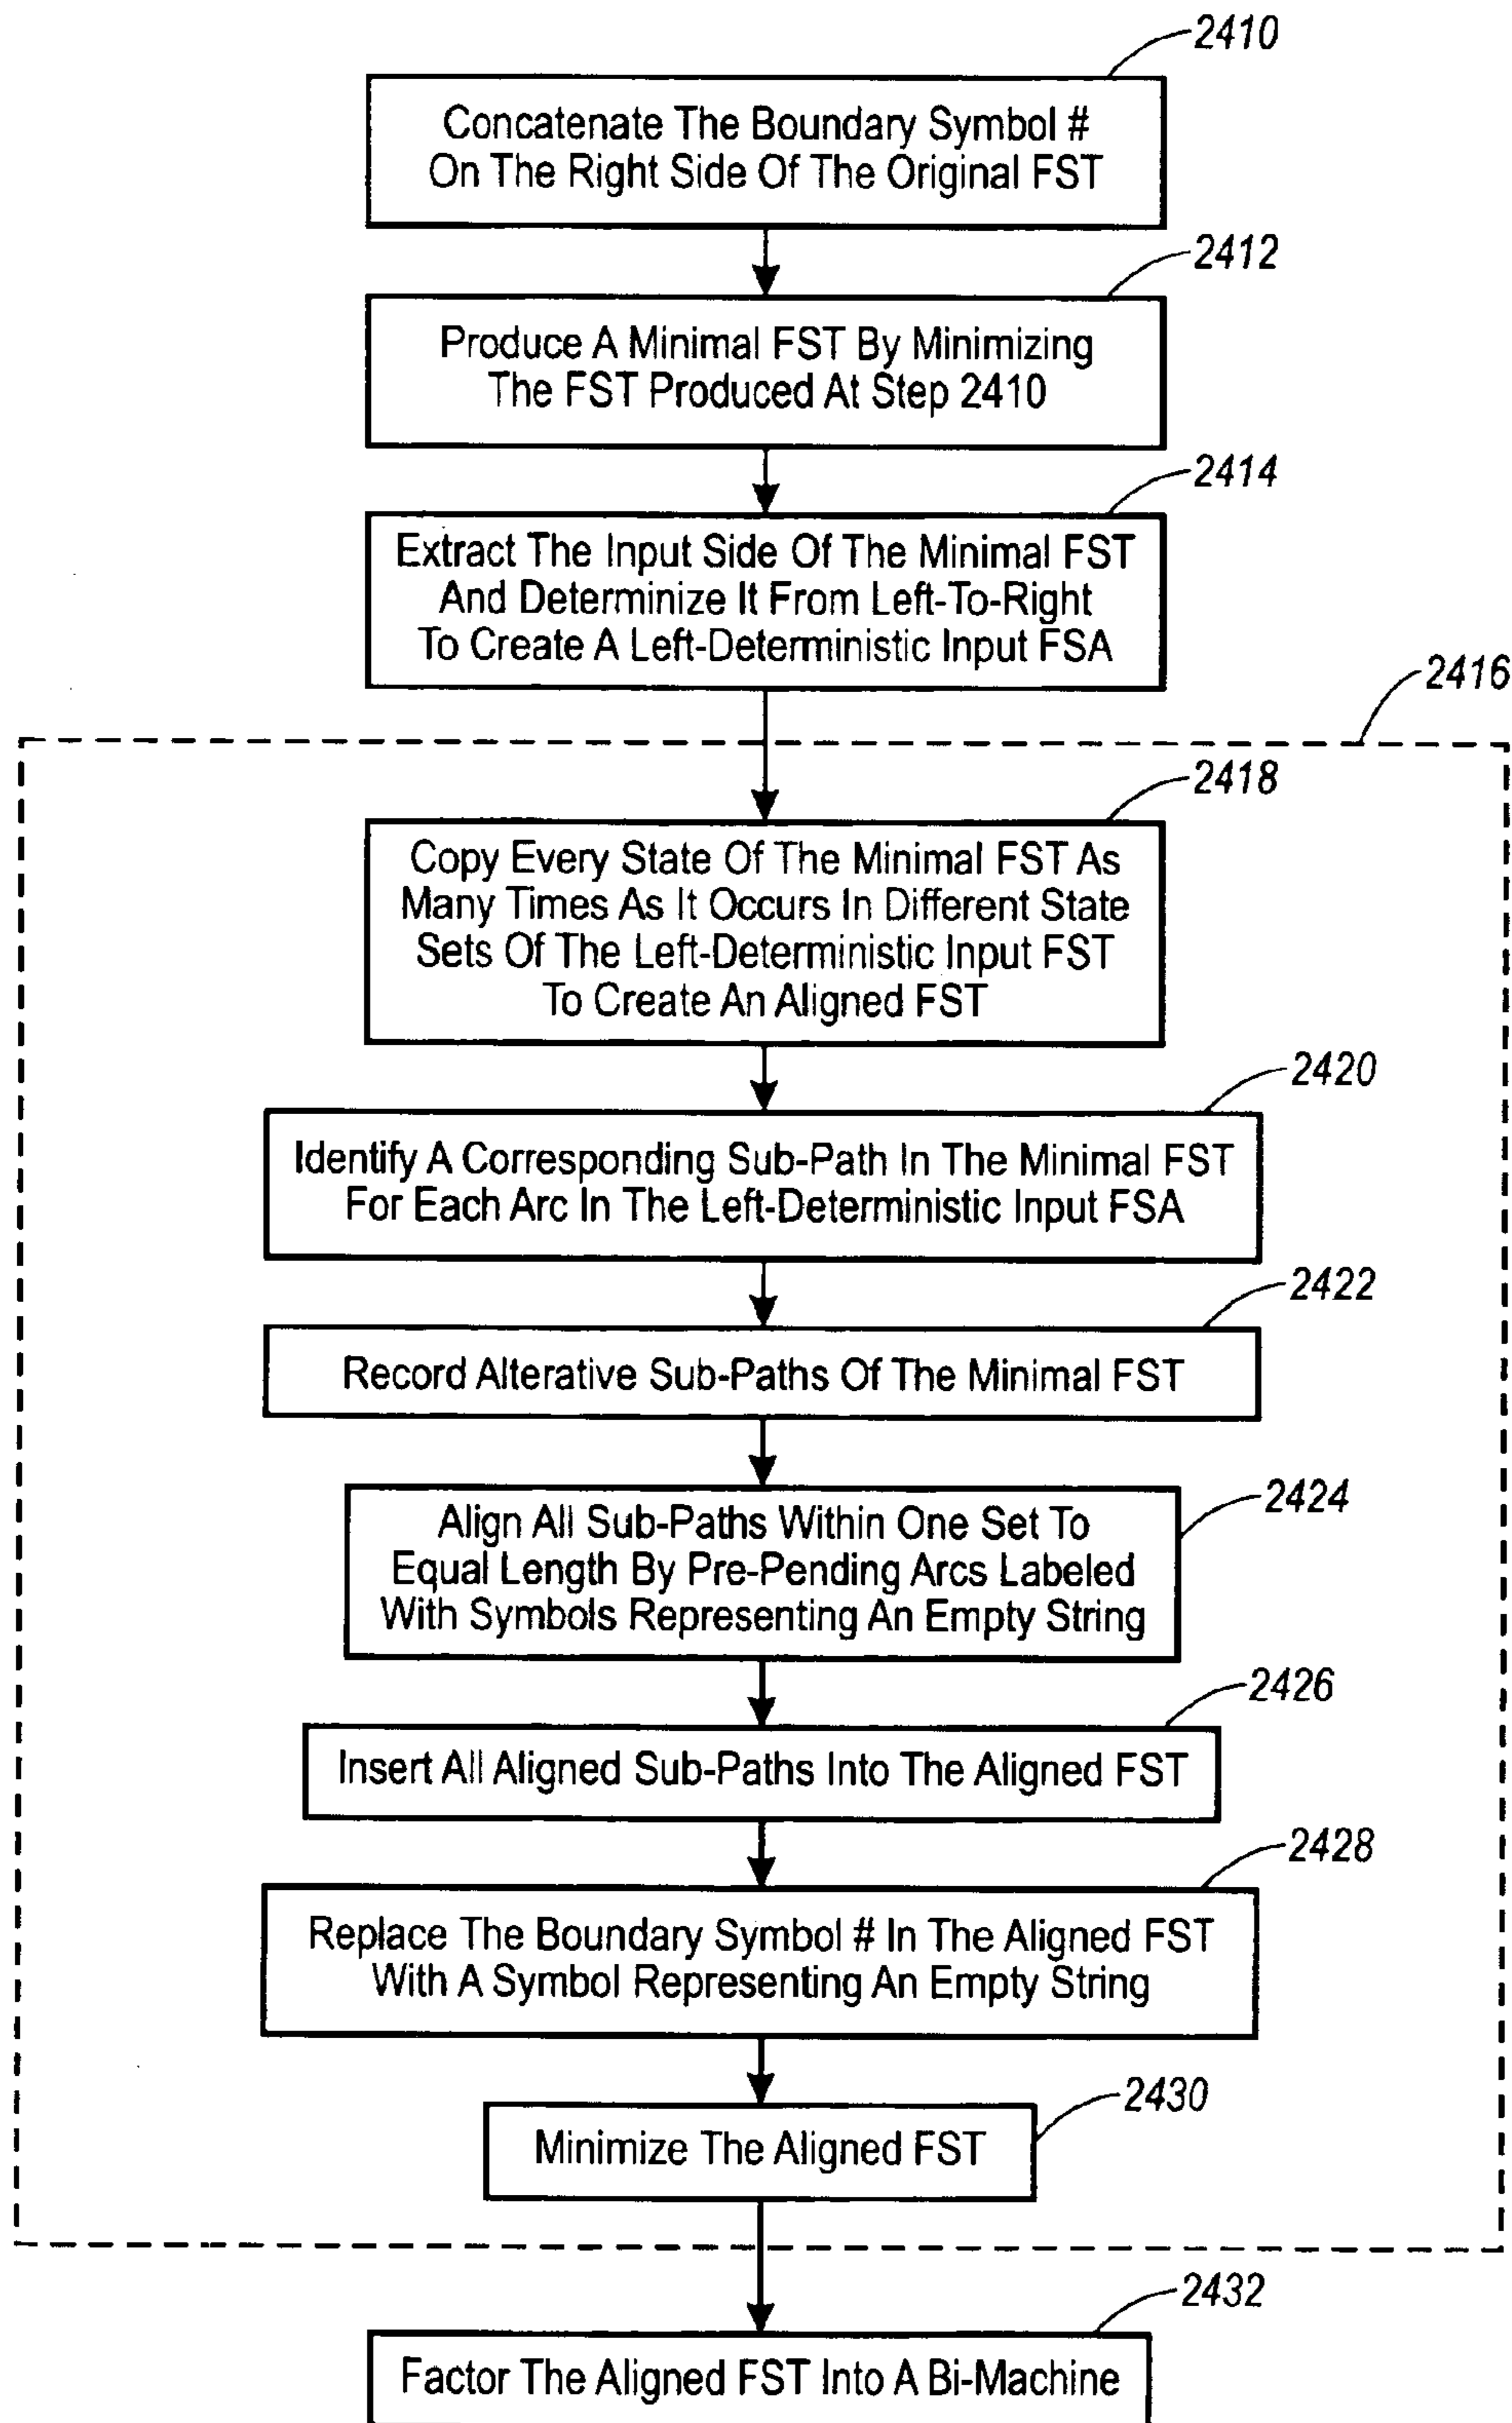 2410
Concatenate The Boundary Symbol #
On The Right Side Of The Original FST
2412
Produce A Minimal FST By Minimizing
The FST Produced At Step 2410
2414
Extract The Input Side Of The Minimal FST
And Determinize It From Left-To-Right
To Create A Left-Deterministic Input FSA
2416
2418
Copy Every State Of The Minimal FST As
Many Times As It Occurs In Different State
Sets Of The Left-Deterministic Input FST
To Create An Aligned FST
2420
Identify A Corresponding Sub-Path In The Minimal FST
For Each Arc In The Left-Deterministic Input FSA
2422
Record Alterative Sub-Paths Of The Minimal FST
2424
Align All Sub-Paths Within One Set To
Equal Length By Pre-Pending Arcs Labeled
With Symbols Representing An Empty String
2426
Insert All Aligned Sub-Paths Into The Aligned FST
2428
Replace The Boundary Symbol # In The Aligned FST
With A Symbol Representing An Empty String
2430
Minimize The Aligned FST
2432
Factor The Aligned FST Into A Bi-Machine